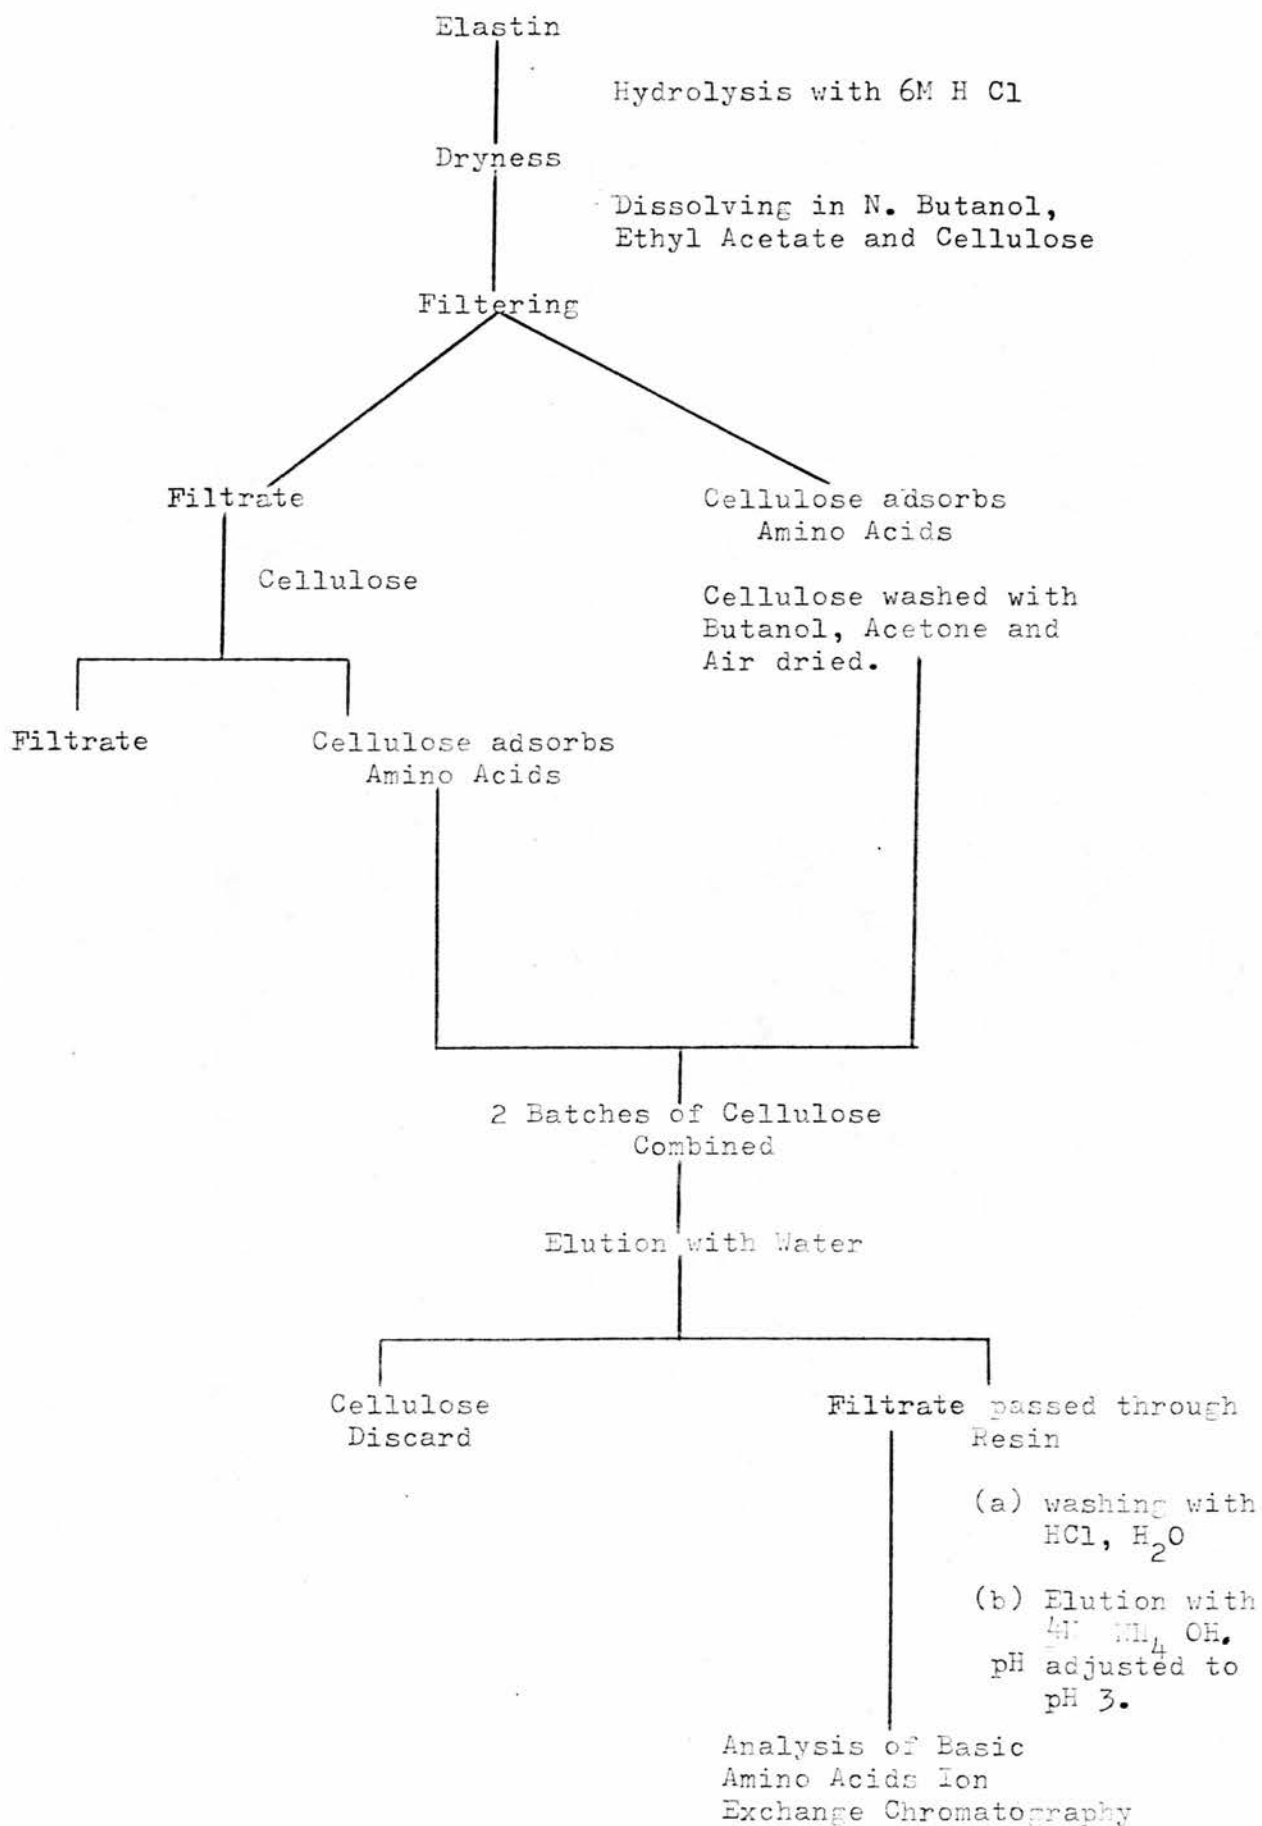 Elastin
Hydrolysis with 6M H Cl
Dryness
Dissolving in N. Butanol,
Ethyl Acetate and Cellulose
Filtering
Filtrate
Cellulose adsorbs
Amino Acids
Cellulose
Cellulose washed with
Butanol, Acetone and
Air dried.
Filtrate
Cellulose adsorbs
Amino Acids
2 Batches of Cellulose
Combined
Elution with Water
Cellulose
Discard
Filtrate passed through
Resin
(a) washing with
HCl, H2O
(b) Elution with
4N NH4 OH.
pH adjusted to
pH 3.
Analysis of Basic
Amino Acids Ion
Exchange Chromatography